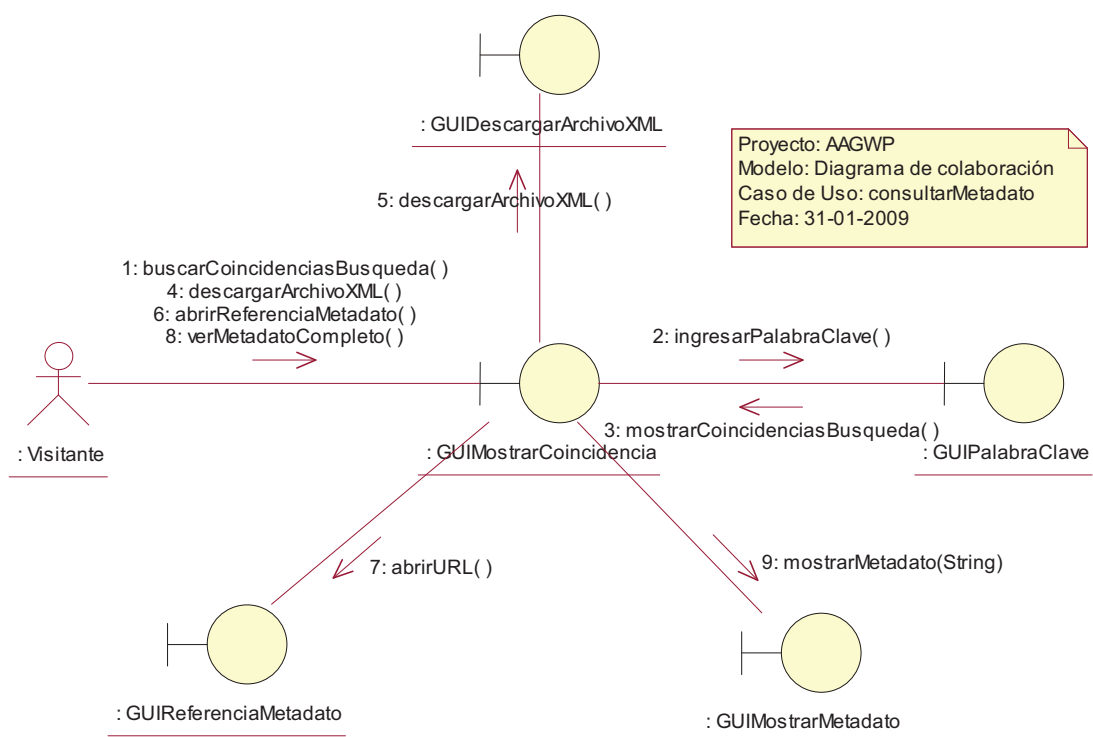 : GUIDescargarArchivoXML
Proyecto: AAGWP
Modelo: Diagrama de colaboración
Caso de Uso: consultarMetadato
Fecha: 31-01-2009
5: descargarArchivoXML( )
1: buscarCoincidenciasBusqueda( )
4: descargarArchivoXML( )
6: abrirReferenciaMetadato( )
8: verMetadatoCompleto( )
2: ingresarPalabraClave( )
3: mostrarCoincidenciasBusqueda( )
: Visitante
: GUIMostrarCoincidencia
: GUIPalabraClave
7: abrirURL( )
9: mostrarMetadato(String)
: GUIReferenciaMetadato
: GUIMostrarMetadato